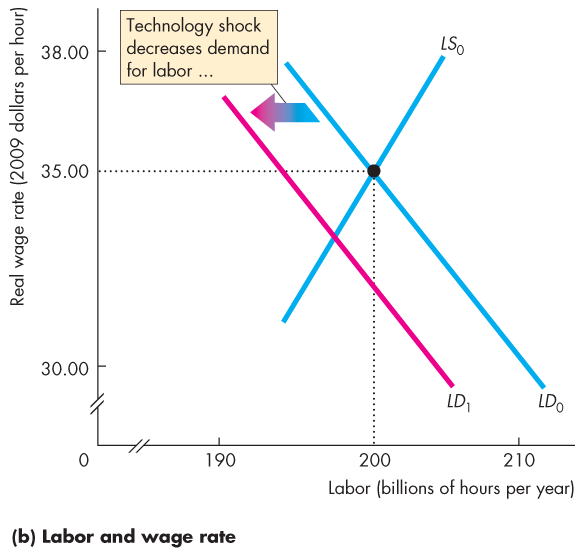 Technology shock
decreases demand
for labor ...
Real wage rate (2009 dollars per hour)
38.00
35.00
30.00
LS0
LD1
LD0
0
190
200
210
Labor (billions of hours per year)
(b) Labor and wage rate